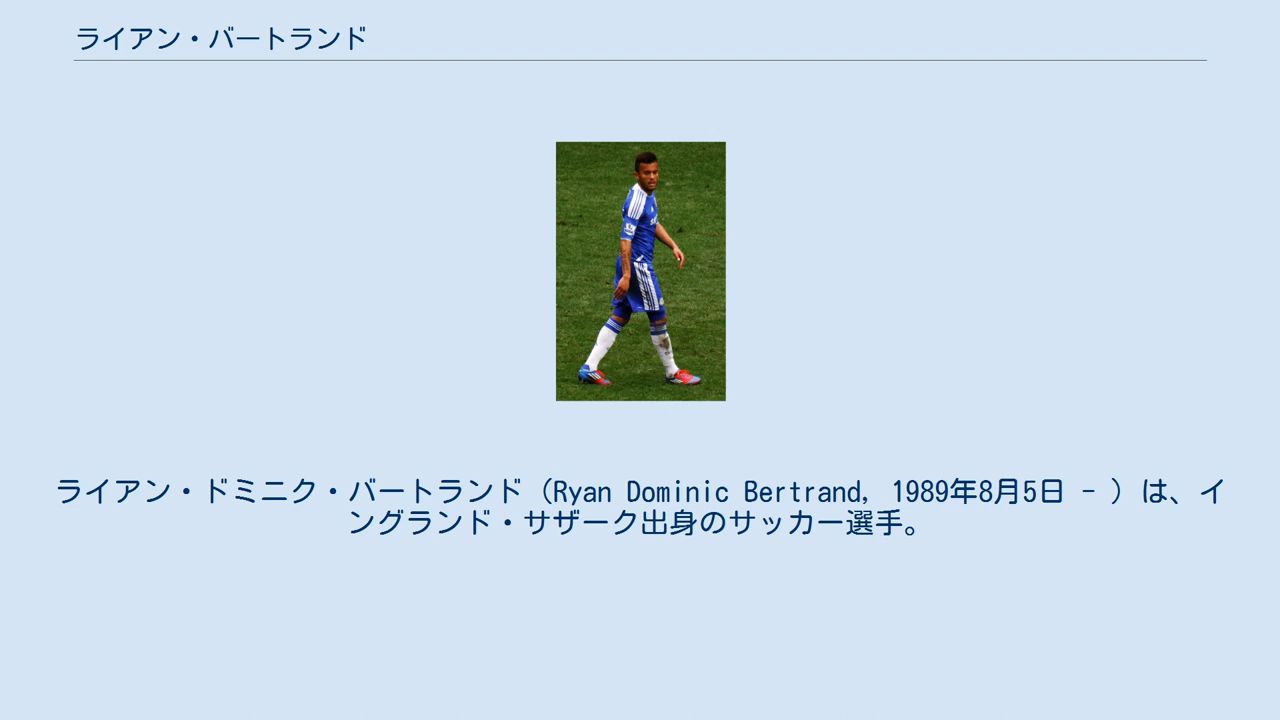 ライアン・バートランド
ライアン・ドミニク・バートランド（Ryan Dominic Bertrand, 1989年8月5日 - ）は、イ
ングランド・サザーク出身のサッカー選手。